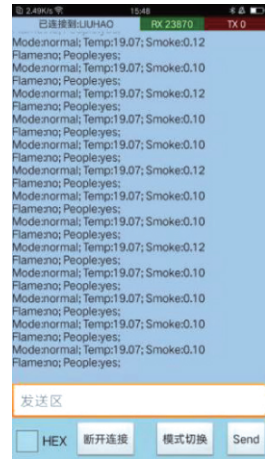 2.49K/s 15:48
已连接到:LIUHAO RX 23870 TX 0
Mode:normal; Temp:19.07; Smoke:0.12
Flame:no; People:yes;
Mode:normal; Temp:19.07; Smoke:0.10
Flame:no; People:yes;
Mode:normal; Temp:19.07; Smoke:0.10
Flame:no; People:yes;
Mode:normal; Temp:19.07; Smoke:0.10
Flame:no; People:yes;
Mode:normal; Temp:19.07; Smoke:0.12
Flame:no; People:yes;
Mode:normal; Temp:19.07; Smoke:0.10
Flame:no; People:yes;
Mode:normal; Temp:19.07; Smoke:0.10
Flame:no; People:yes;
Mode:normal; Temp:19.07; Smoke:0.12
Flame:no; People:yes;
Mode:normal; Temp:19.07; Smoke:0.10
Flame:no; People:yes;
Mode:normal; Temp:19.07; Smoke:0.10
Flame:no; People:yes;
Mode:normal; Temp:19.07; Smoke:0.10
Flame:no; People:yes;
Mode:normal; Temp:19.07; Smoke:0.10
Flame:no; People:yes;
发送区
HEX 断开连接 模式切换 Send